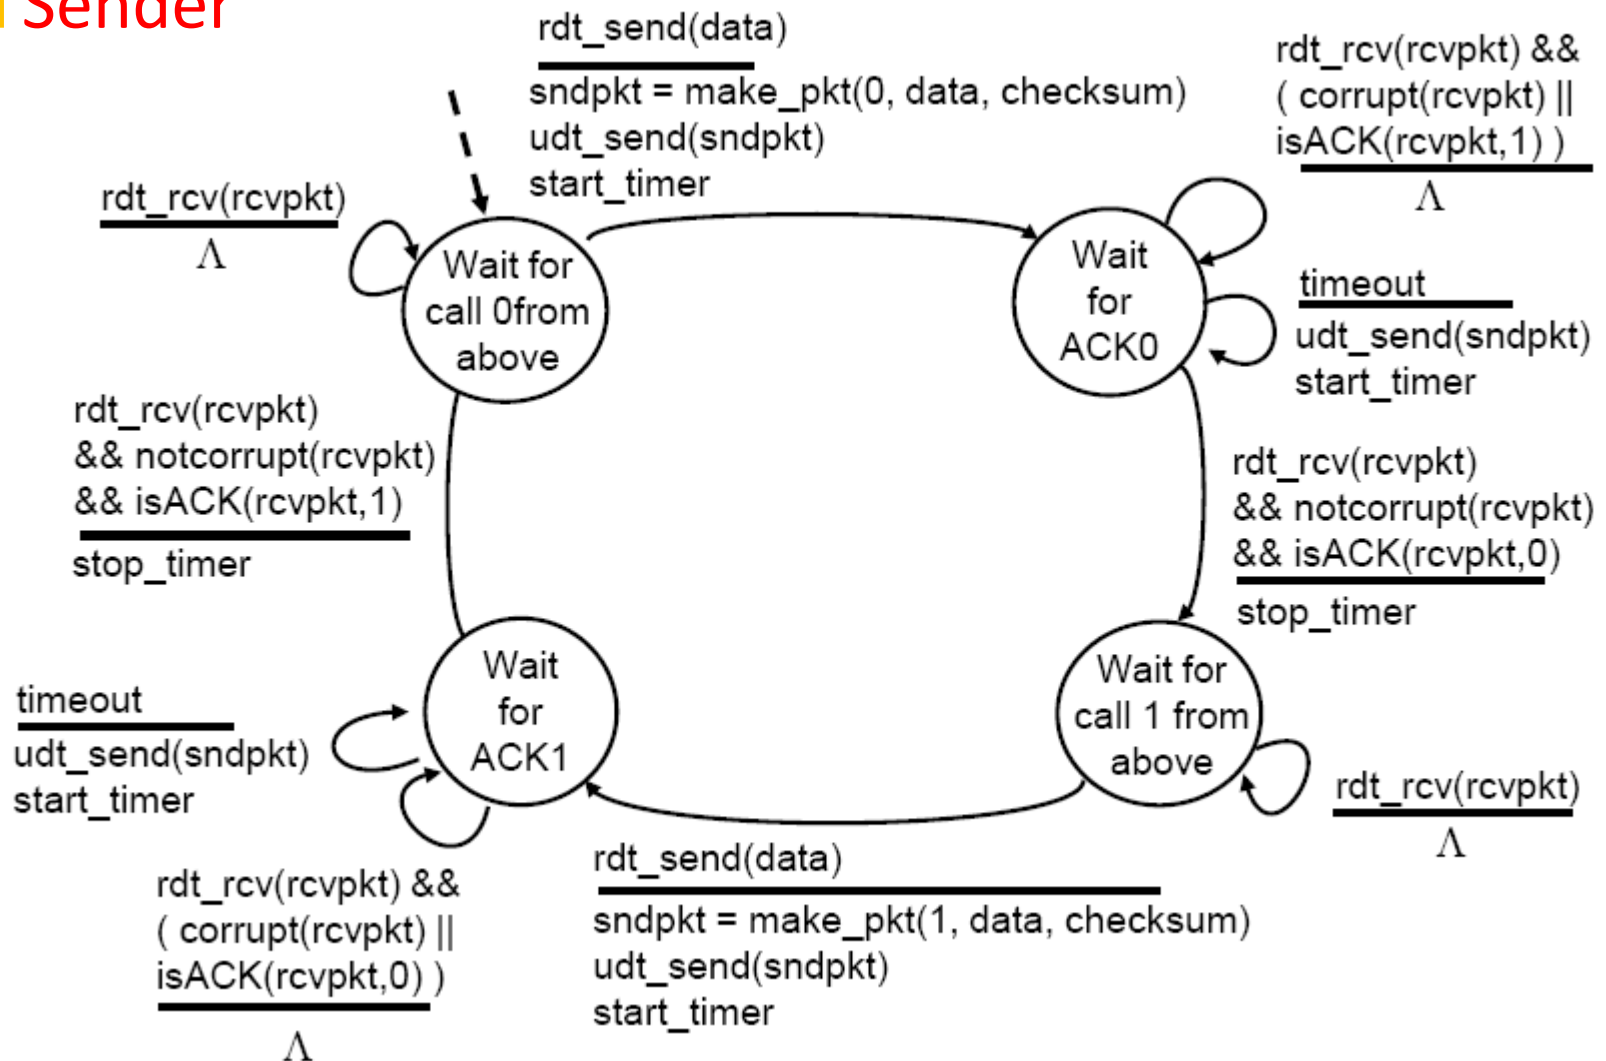 Sender
rdt_send(data)
sndpkt = make_pkt(0, data, checksum)
udt_send(sndpkt)
start_timer
rdt_rcv(rcvpkt) &&
( corrupt(rcvpkt) ||
isACK(rcvpkt,1) )
Λ
rdt_rcv(rcvpkt)
Λ
Wait for
call 0from
above
Wait
for
ACK0
timeout
udt_send(sndpkt)
start_timer
rdt_rcv(rcvpkt)
&& notcorrupt(rcvpkt)
&& isACK(rcvpkt,1)
stop_timer
rdt_rcv(rcvpkt)
&& notcorrupt(rcvpkt)
&& isACK(rcvpkt,0)
stop_timer
timeout
udt_send(sndpkt)
start_timer
Wait
for
ACK1
Wait for
call 1 from
above
rdt_rcv(rcvpkt)
Λ
rdt_rcv(rcvpkt) &&
( corrupt(rcvpkt) ||
isACK(rcvpkt,0) )
Λ
rdt_send(data)
sndpkt = make_pkt(1, data, checksum)
udt_send(sndpkt)
start_timer